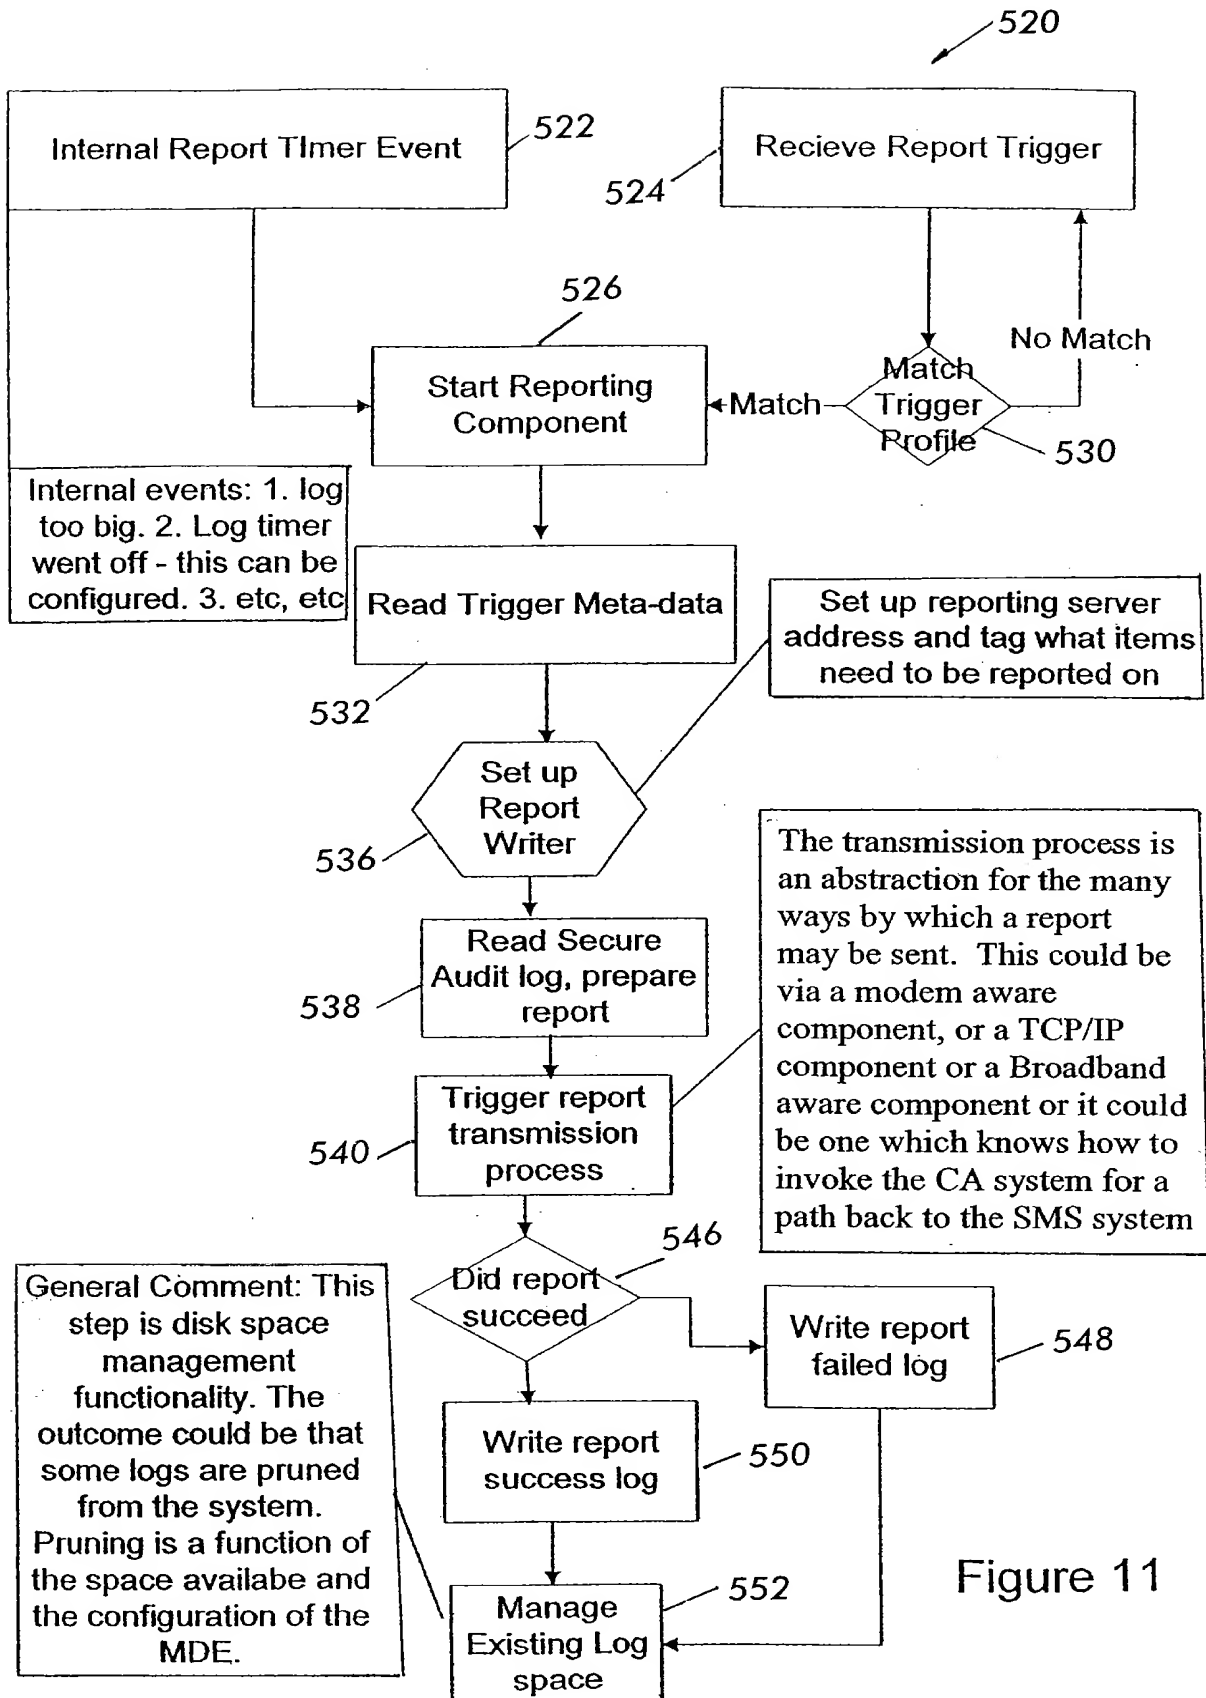 520
Internal Report TImer Event
522
Recieve Report Trigger
524
526
Start Reporting
Component
Match
No Match
Match
Trigger
Profile
530
Internal events: 1. log
too big. 2. Log timer
went off - this can be
configured. 3. etc, etc
Read Trigger Meta-data
532
Set up reporting server
address and tag what items
need to be reported on
Set up
Report
Writer
536
Read Secure
Audit log, prepare
report
538
The transmission process is
an abstraction for the many
ways by which a report
may be sent. This could be
via a modem aware
component, or a TCP/IP
component or a Broadband
aware component or it could
be one which knows how to
invoke the CA system for a
path back to the SMS system
Trigger report
transmission
process
540
Did report
succeed
546
Write report
failed log
548
General Comment: This
step is disk space
management
functionality. The
outcome could be that
some logs are pruned
from the system.
Pruning is a function of
the space availabe and
the configuration of the
MDE.
Write report
success log
550
Manage
Existing Log
space
552
Figure 11